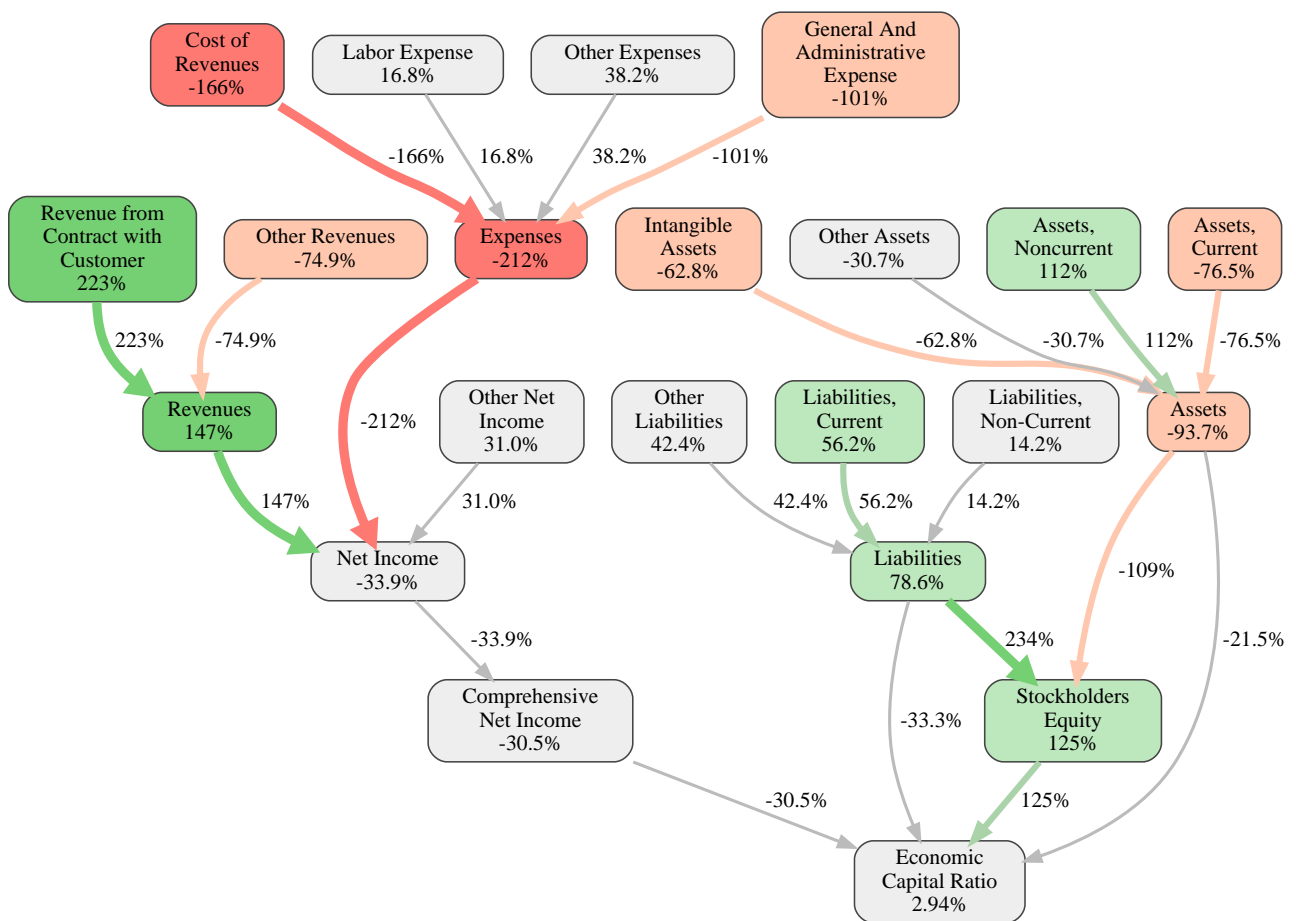 Cost of
Revenues
-166%
Labor Expense
16.8%
Other Expenses
38.2%
General And
Administrative
Expense
-101%
-166%
16.8%
38.2%
-101%
Revenue from
Contract with
Customer
223%
Other Revenues
-74.9%
Expenses
-212%
Intangible
Assets
-62.8%
Other Assets
-30.7%
Assets,
Noncurrent
112%
Assets,
Current
-76.5%
223%
-74.9%
-62.8%
-30.7%
112%
-76.5%
Revenues
147%
-212%
Other Net
Income
31.0%
Other
Liabilities
42.4%
Liabilities,
Current
56.2%
Liabilities,
Non-Current
14.2%
Assets
-93.7%
147%
31.0%
42.4%
56.2%
14.2%
Net Income
-33.9%
Liabilities
78.6%
-109%
-33.9%
234%
-21.5%
Comprehensive
Net Income
-30.5%
-33.3%
Stockholders
Equity
125%
-30.5%
125%
Economic
Capital Ratio
2.94%